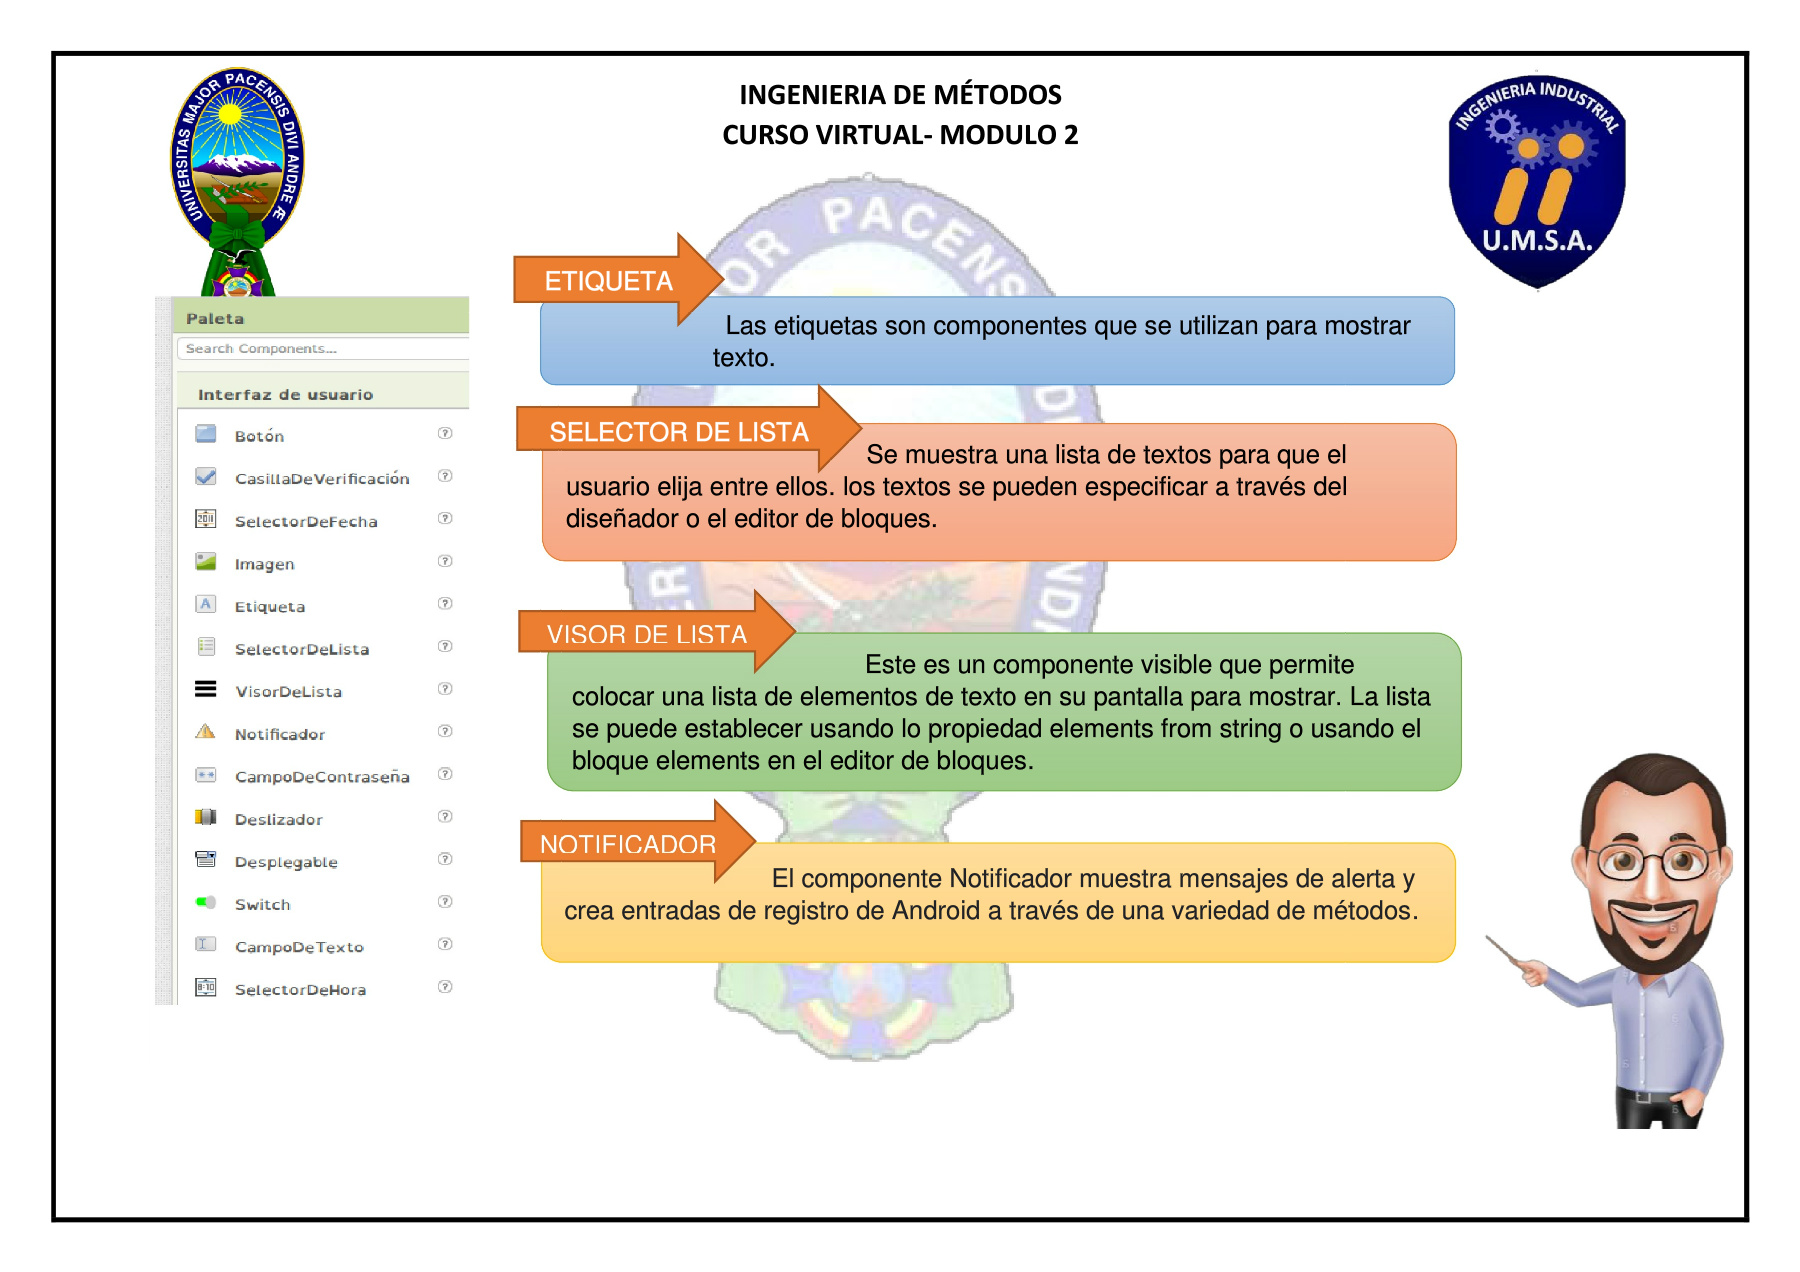 UNIVERSITAS MAJOR PACENSIS DIVI ANDRE Æ
INGENIERIA DE MÉTODOS
CURSO VIRTUAL- MODULO 2
INGENIERIA INDUSTRIAL
U.M.S.A.
Paleta
Search Components...
Interfaz de usuario
Botón
CasillaDeVerificación
SelectorDeFecha
Imagen
Etiqueta
SelectorDeLista
VisorDeLista
Notificador
CampoDeContraseña
Deslizador
Desplegable
Switch
CampoDeTexto
SelectorDeHora
ETIQUETA
Las etiquetas son componentes que se utilizan para mostrar
texto.
SELECTOR DE LISTA
Se muestra una lista de textos para que el
usuario elija entre ellos. los textos se pueden especificar a través del
diseñador o el editor de bloques.
VISOR DE LISTA
Este es un componente visible que permite
colocar una lista de elementos de texto en su pantalla para mostrar. La lista
se puede establecer usando lo propiedad elements from string o usando el
bloque elements en el editor de bloques.
NOTIFICADOR
El componente Notificador muestra mensajes de alerta y
crea entradas de registro de Android a través de una variedad de métodos.